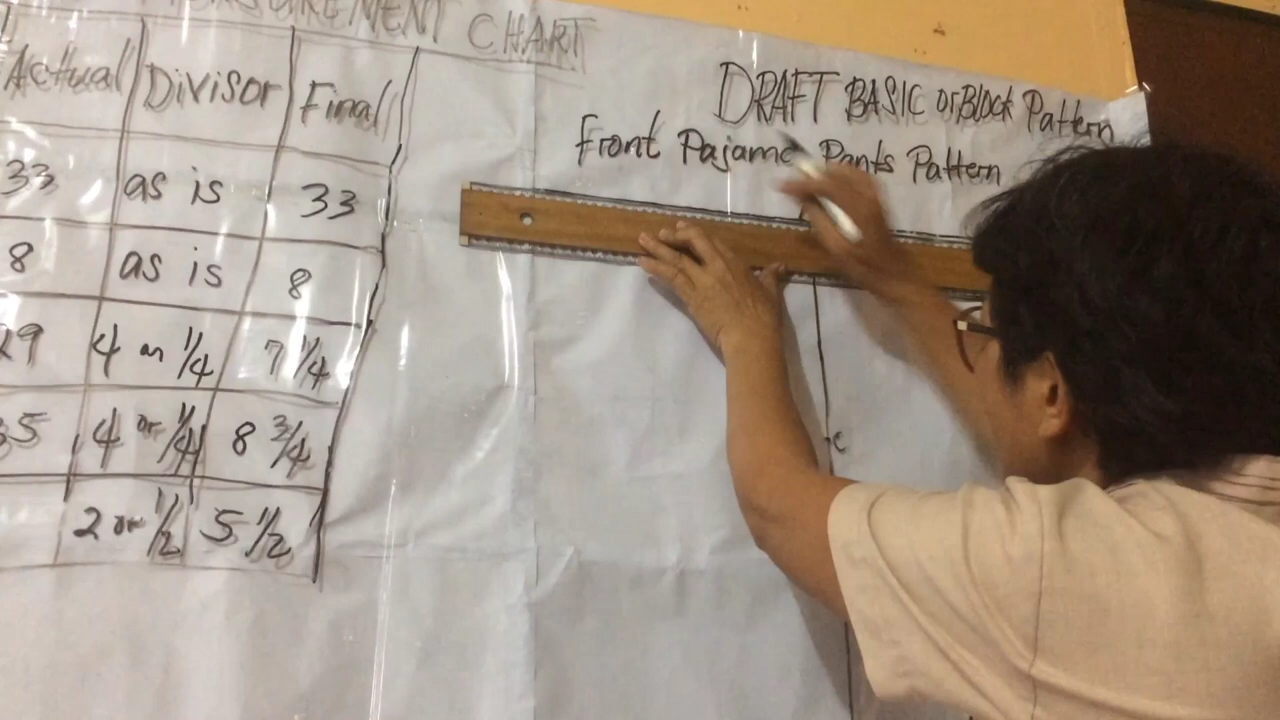 MEASUREMENT CHART
Actual Divisor Final
33 as is 33
8 as is 8
29 4 or 1/4 7 1/4
35 4 or 1/4 8 3/4
2 or 1/2 5 1/2
DRAFT BASIC or Block Pattern
Front Pajama Pants Pattern
c